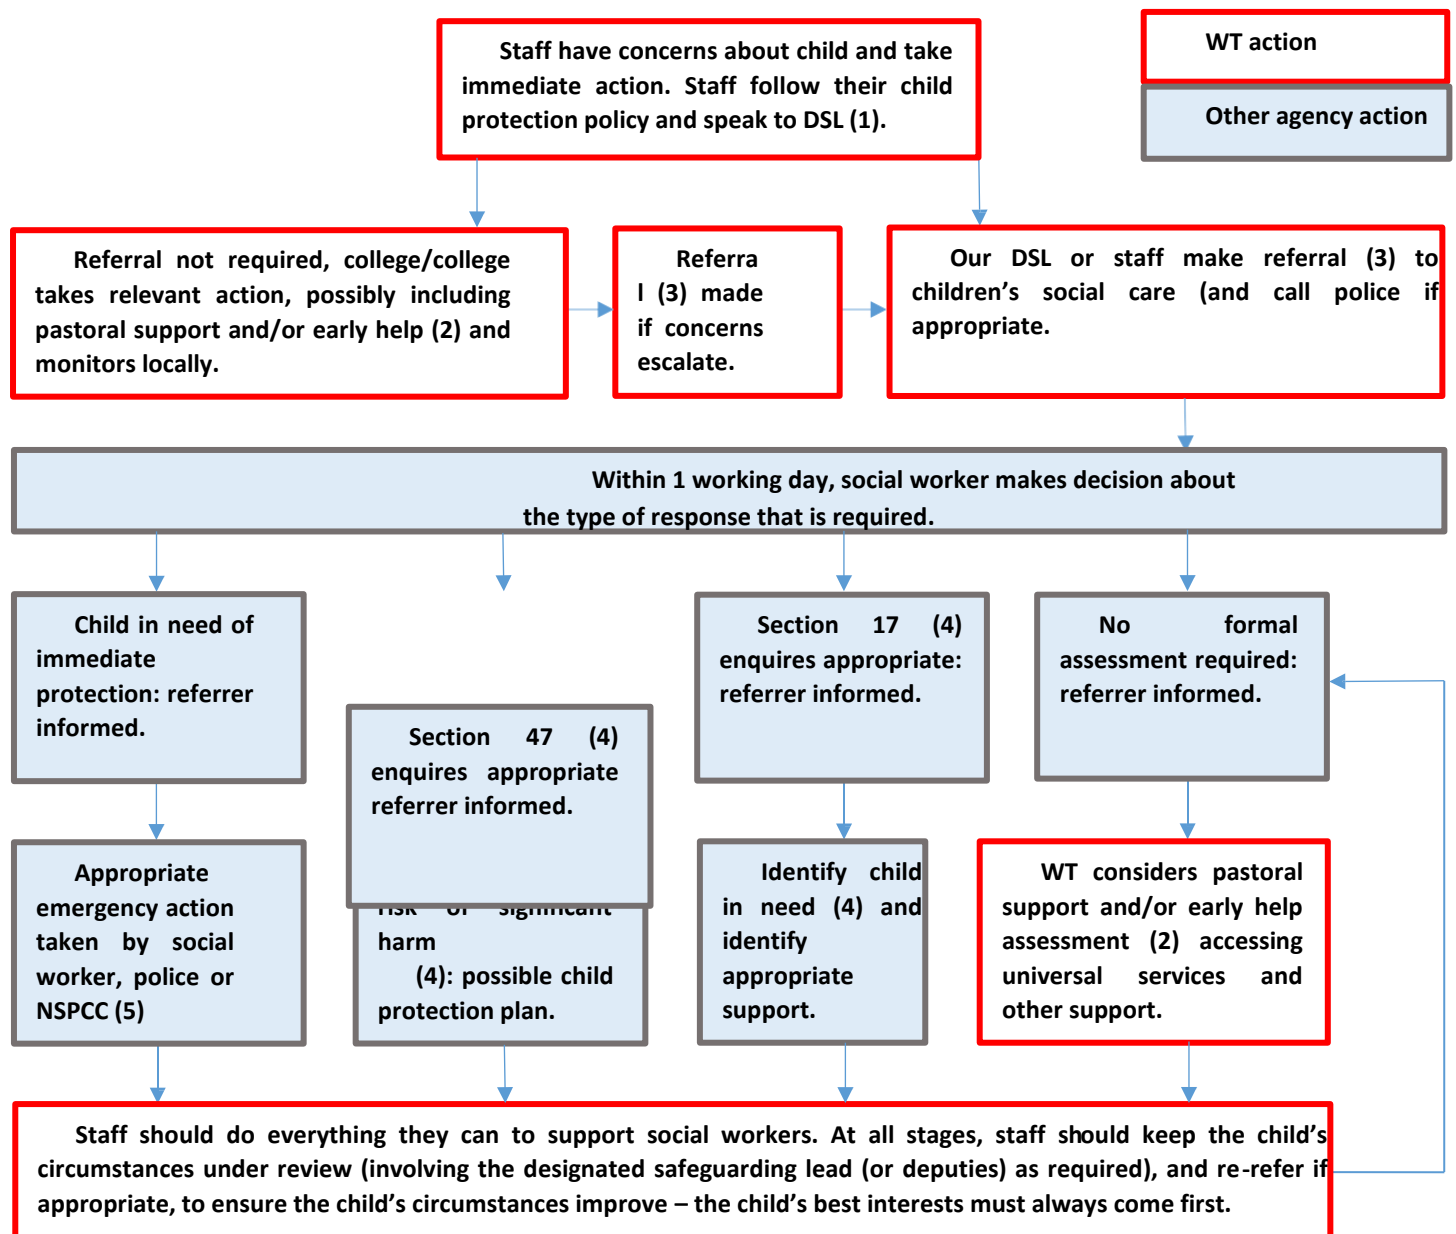 Staff have concerns about child and take
immediate action. Staff follow their child
protection policy and speak to DSL (1).
WT action
Other agency action
Referral not required, college/college
takes relevant action, possibly including
pastoral support and/or early help (2) and
monitors locally.
Referra
l (3) made
if concerns
escalate.
Our DSL or staff make referral (3) to
children’s social care (and call police if
appropriate.
Within 1 working day, social worker makes decision about
the type of response that is required.
Child in need of
immediate
protection: referrer
informed.
Section 47 (4)
enquires appropriate
referrer informed.
Section 17 (4)
enquires appropriate:
referrer informed.
No formal
assessment required:
referrer informed.
Appropriate
emergency action
taken by social
worker, police or
NSPCC (5)
risk of significant
harm
(4): possible child
protection plan.
Identify child
in need (4) and
identify
appropriate
support.
WT considers pastoral
support and/or early help
assessment (2) accessing
universal services and
other support.
Staff should do everything they can to support social workers. At all stages, staff should keep the child’s
circumstances under review (involving the designated safeguarding lead (or deputies) as required), and re-refer if
appropriate, to ensure the child’s circumstances improve – the child’s best interests must always come first.